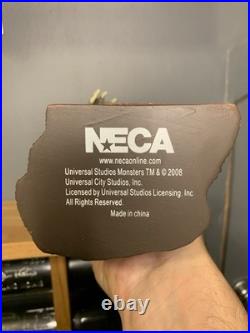 NECA
www.necaonline.com
Universal Studios Monsters TM & © 2008
Universal City Studios, Inc.
Licensed by Universal Studios Licensing, Inc.
All Rights Reserved.
Made in china